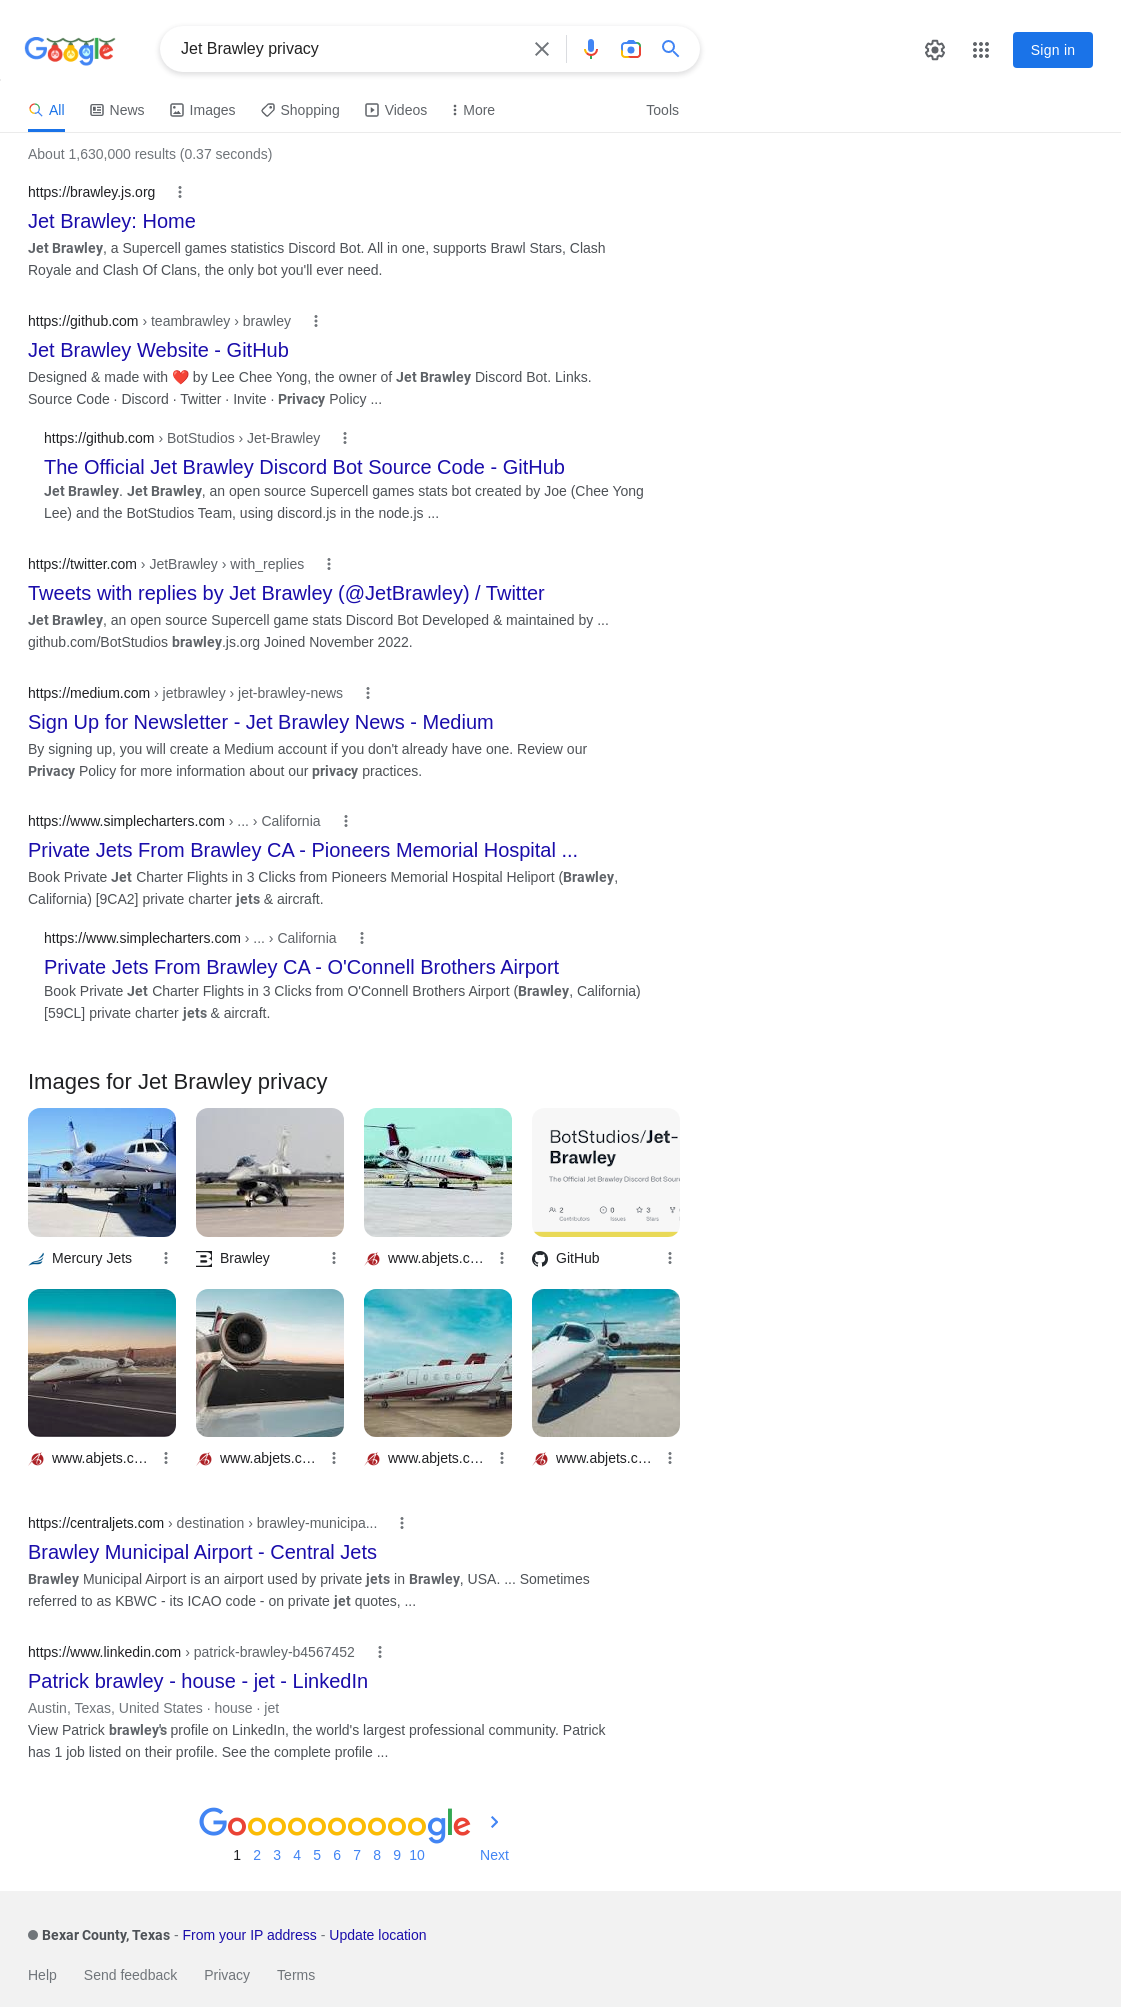 Google
Jet Brawley privacy
Sign in
All
News
Images
Shopping
Videos
More
Tools
About 1,630,000 results (0.37 seconds)
https://brawley.js.org
Jet Brawley: Home
Jet Brawley, a Supercell games statistics Discord Bot. All in one, supports Brawl Stars, Clash
Royale and Clash Of Clans, the only bot you'll ever need.
https://github.com › teambrawley › brawley
Jet Brawley Website - GitHub
Designed & made with ❤️ by Lee Chee Yong, the owner of Jet Brawley Discord Bot. Links.
Source Code · Discord · Twitter · Invite · Privacy Policy ...
https://github.com › BotStudios › Jet-Brawley
The Official Jet Brawley Discord Bot Source Code - GitHub
Jet Brawley. Jet Brawley, an open source Supercell games stats bot created by Joe (Chee Yong
Lee) and the BotStudios Team, using discord.js in the node.js ...
https://twitter.com › JetBrawley › with_replies
Tweets with replies by Jet Brawley (@JetBrawley) / Twitter
Jet Brawley, an open source Supercell game stats Discord Bot Developed & maintained by ...
github.com/BotStudios brawley.js.org Joined November 2022.
https://medium.com › jetbrawley › jet-brawley-news
Sign Up for Newsletter - Jet Brawley News - Medium
By signing up, you will create a Medium account if you don't already have one. Review our
Privacy Policy for more information about our privacy practices.
https://www.simplecharters.com › ... › California
Private Jets From Brawley CA - Pioneers Memorial Hospital ...
Book Private Jet Charter Flights in 3 Clicks from Pioneers Memorial Hospital Heliport (Brawley,
California) [9CA2] private charter jets & aircraft.
https://www.simplecharters.com › ... › California
Private Jets From Brawley CA - O'Connell Brothers Airport
Book Private Jet Charter Flights in 3 Clicks from O'Connell Brothers Airport (Brawley, California)
[59CL] private charter jets & aircraft.
Images for Jet Brawley privacy
BotStudios/Jet-
Brawley
The Official Jet Brawley Discord Bot Sour
2 0 3
Contributors Issues Stars
Mercury Jets
Brawley
www.abjets.c...
GitHub
www.abjets.c...
www.abjets.c...
www.abjets.c...
www.abjets.c...
https://centraljets.com › destination › brawley-municipa...
Brawley Municipal Airport - Central Jets
Brawley Municipal Airport is an airport used by private jets in Brawley, USA. ... Sometimes
referred to as KBWC - its ICAO code - on private jet quotes, ...
https://www.linkedin.com › patrick-brawley-b4567452
Patrick brawley - house - jet - LinkedIn
Austin, Texas, United States · house · jet
View Patrick brawley's profile on LinkedIn, the world's largest professional community. Patrick
has 1 job listed on their profile. See the complete profile ...
Goooooooooogle
1 2 3 4 5 6 7 8 9 10 Next
Bexar County, Texas - From your IP address - Update location
Help
Send feedback
Privacy
Terms